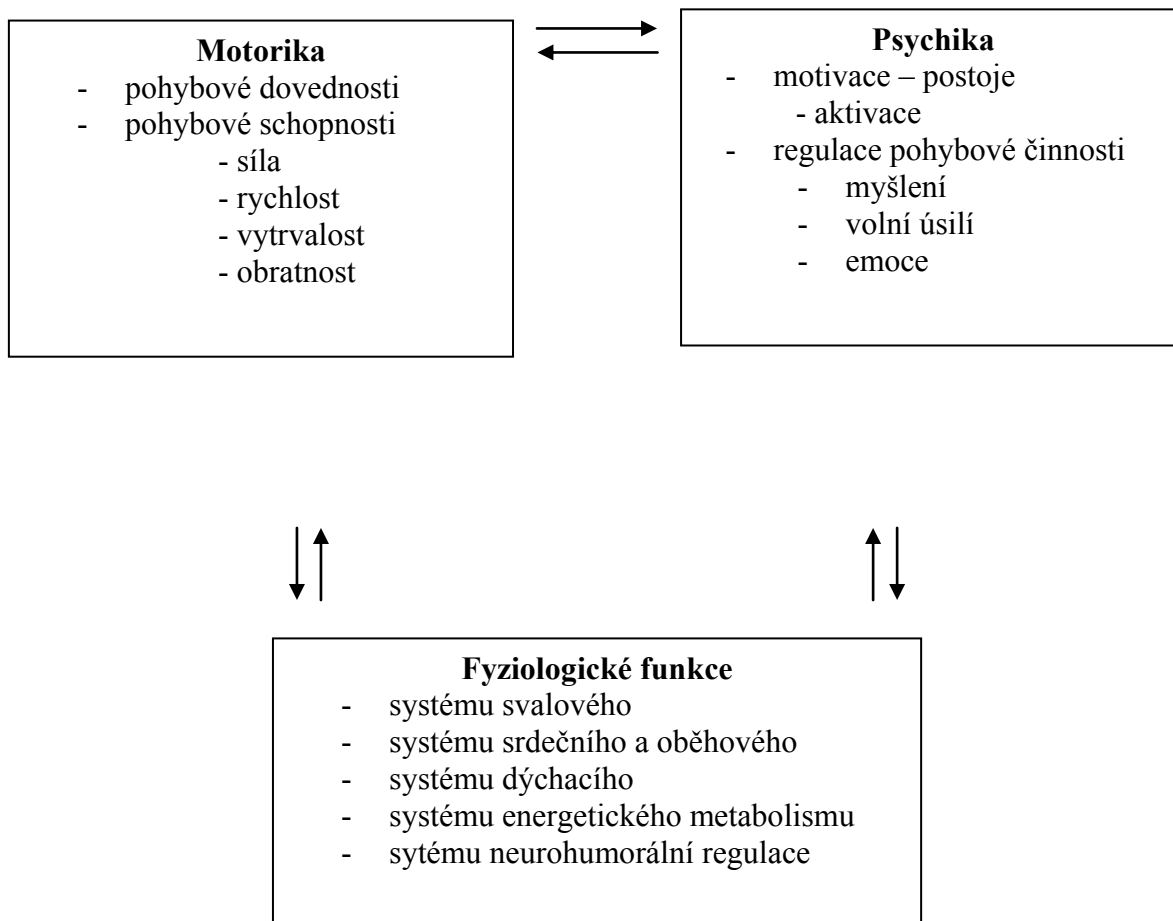 Motorika
- pohybové dovednosti
- pohybové schopnosti
- síla
- rychlost
- vytrvalost
- obratnost
Psychika
- motivace – postoje
- aktivace
- regulace pohybové činnosti
- myšlení
- volní úsilí
- emoce
Fyziologické funkce
- systému svalového
- systému srdečního a oběhového
- systému dýchacího
- systému energetického metabolismu
- sytému neurohumorální regulace